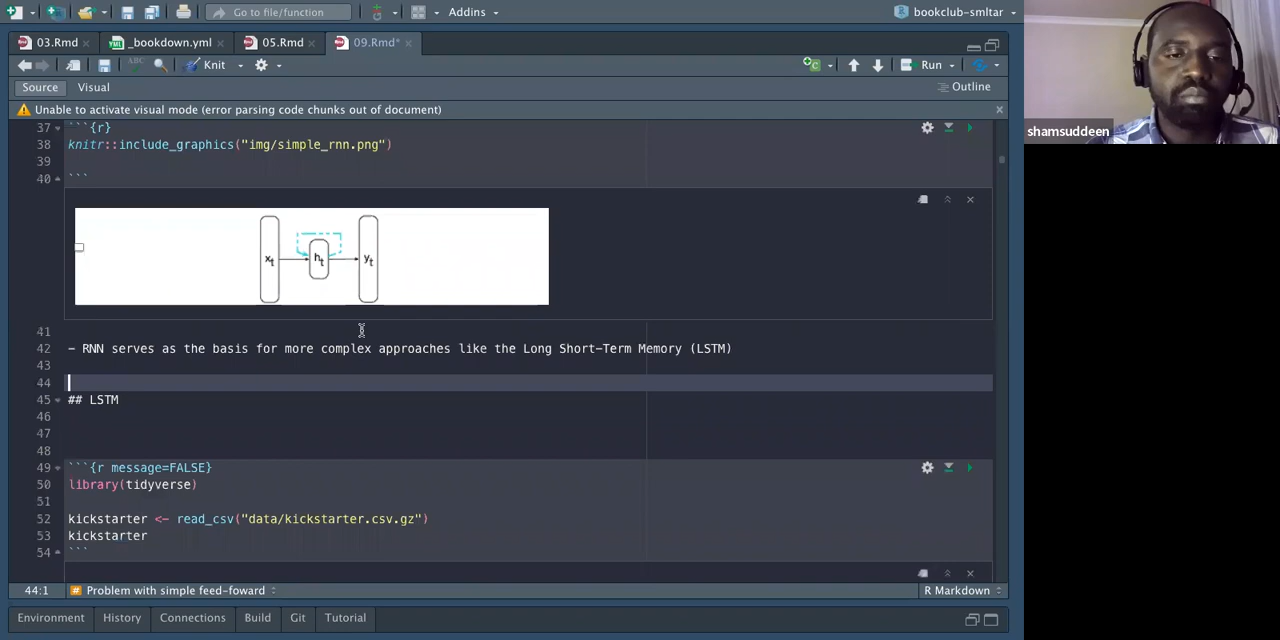 Go to file/function
Addins
bookclub-smltar
03.Rmd
_bookdown.yml
05.Rmd
09.Rmd*
ABC
Knit
Run
Source
Visual
Outline
Unable to activate visual mode (error parsing code chunks out of document)
37 ```{r}
38 knitr::include_graphics("img/simple_rnn.png")
39
40 ```
xt ht yt
41
42 - RNN serves as the basis for more complex approaches like the Long Short-Term Memory (LSTM)
43
44
45 ## LSTM
46
47
48
49 ```{r message=FALSE}
50 library(tidyverse)
51
52 kickstarter <- read_csv("data/kickstarter.csv.gz")
53 kickstarter
54 ```
44:1
# Problem with simple feed-foward
R Markdown
Environment
History
Connections
Build
Git
Tutorial
shamsuddeen